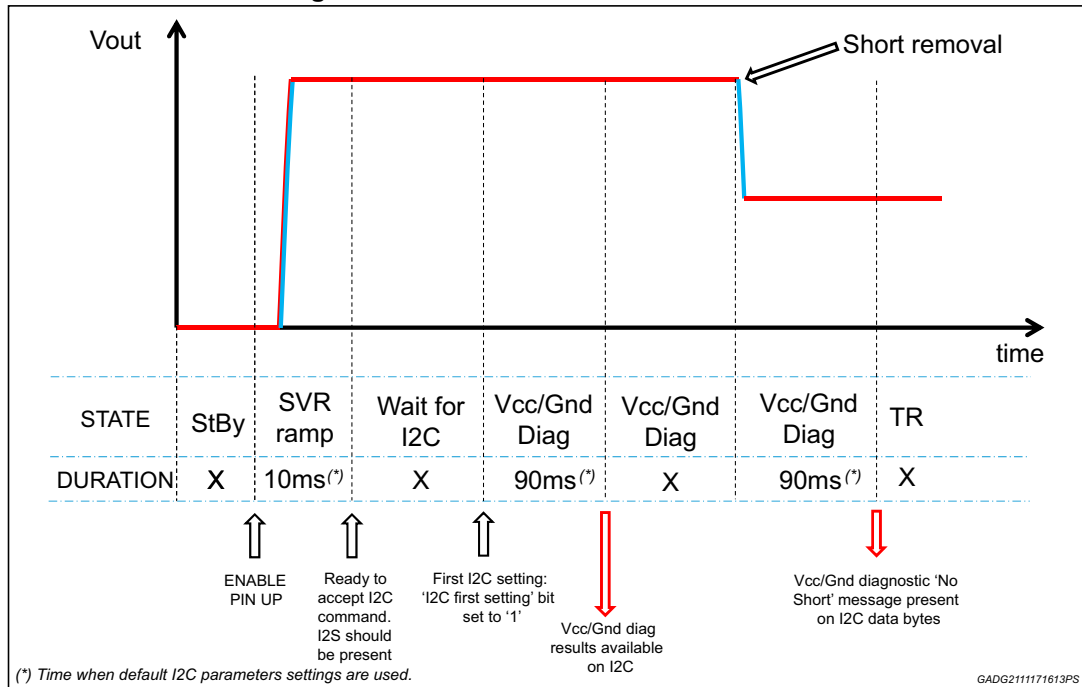 Vout
Short removal
time
STATE
StBy
SVR
ramp
Wait for
I2C
Vcc/Gnd
Diag
Vcc/Gnd
Diag
Vcc/Gnd
Diag
TR
DURATION
X
10ms(*)
X
90ms(*)
X
90ms(*)
X
ENABLE
PIN UP
Ready to
accept I2C
command.
I2S should
be present
First I2C setting:
‘I2C first setting’ bit
set to ‘1’
Vcc/Gnd diag
results available
on I2C
Vcc/Gnd diagnostic ‘No
Short’ message present
on I2C data bytes
(*) Time when default I2C parameters settings are used.
GADG2111171613PS